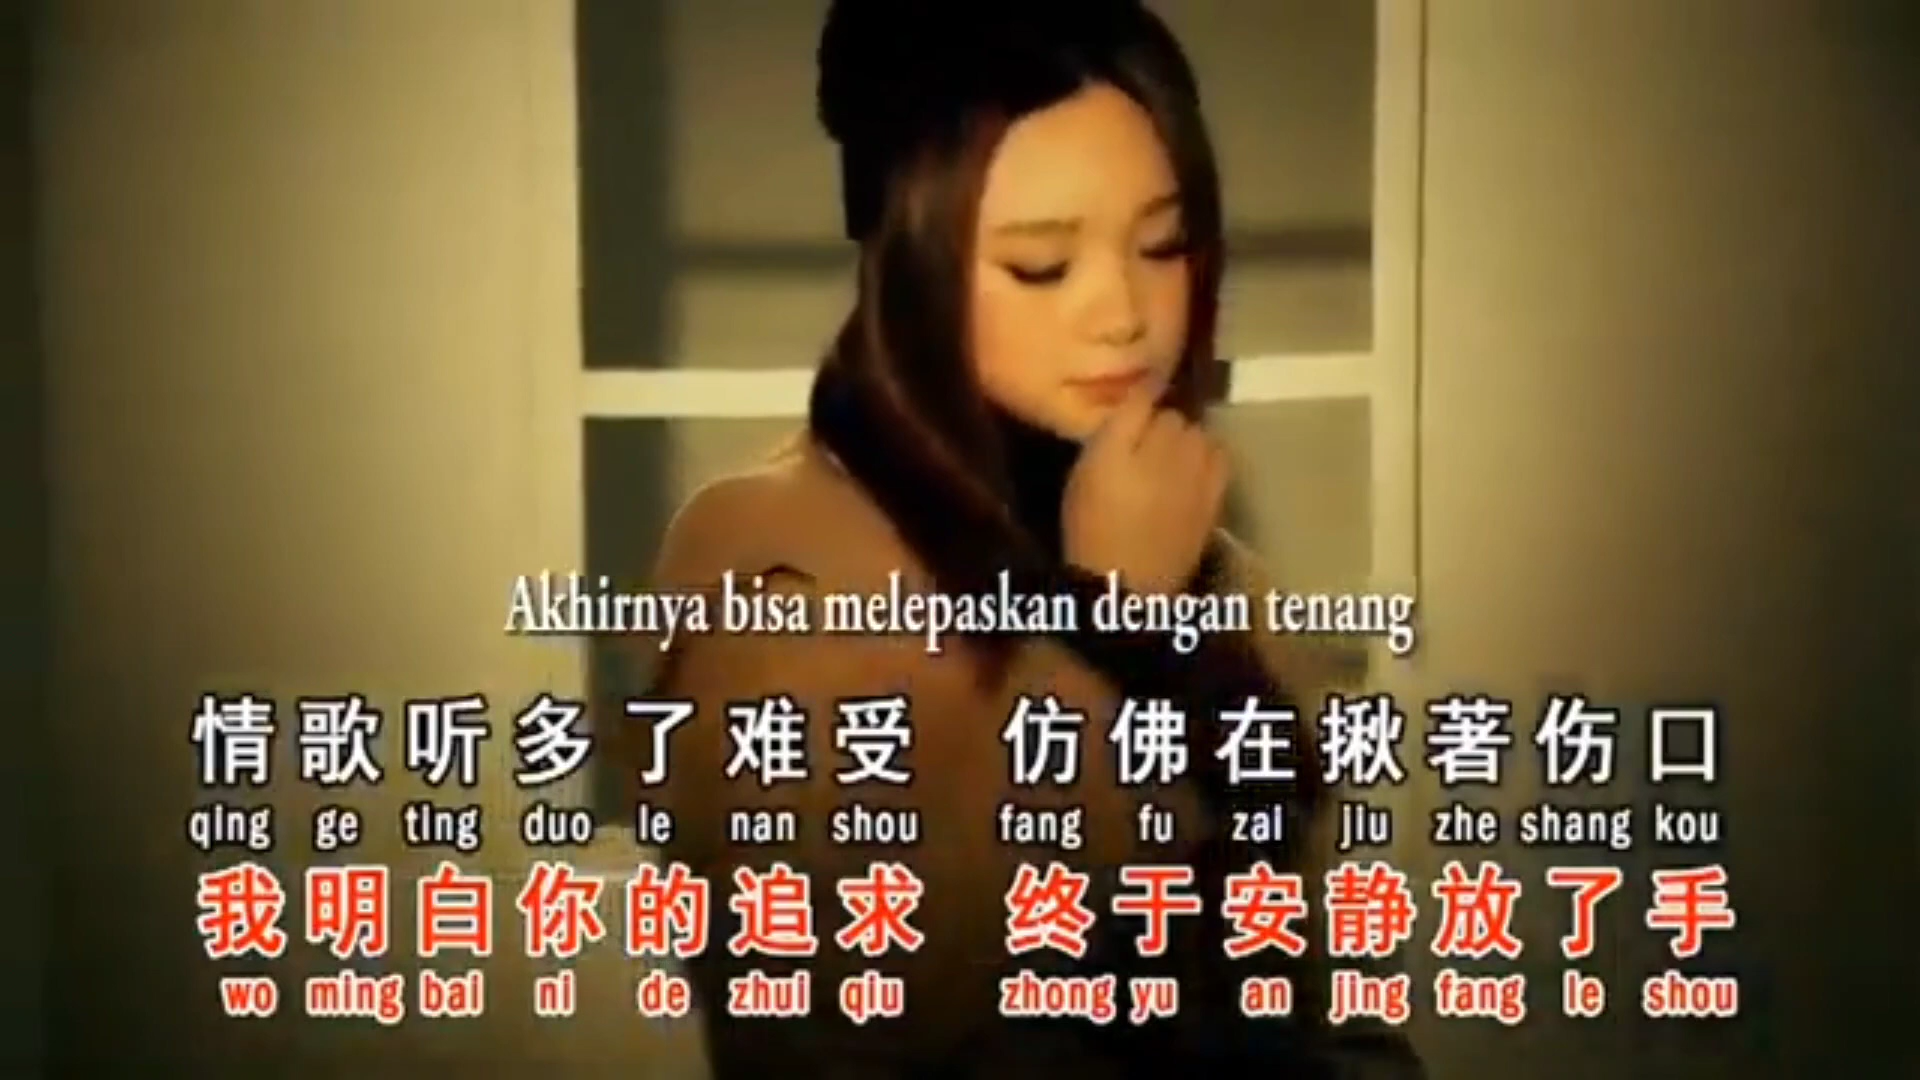 Akhirnya bisa melepaskan dengan tenang
情歌听多了难受 仿佛在揪著伤口
qing ge ting duo le nan shou fang fu zai jiu zhe shang kou
我明白你的追求 终于安静放了手
wo ming bai ni de zhui qiu zhong yu an jing fang le shou